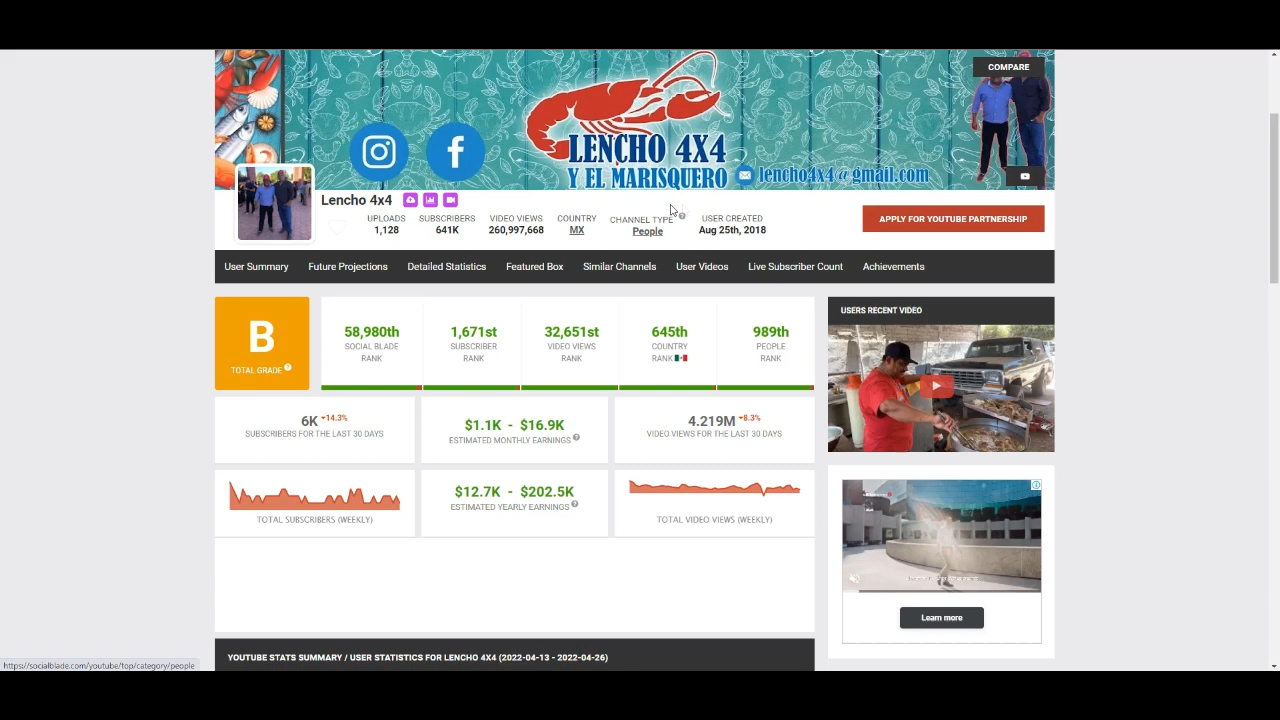 COMPARE
LENCHO 4X4
Y EL MARISQUERO
lencho4x4@gmail.com
Lencho 4x4
UPLOADS
1,128
SUBSCRIBERS
641K
VIDEO VIEWS
260,997,668
COUNTRY
MX
CHANNEL TYPE
People
USER CREATED
Aug 25th, 2018
APPLY FOR YOUTUBE PARTNERSHIP
User Summary Future Projections Detailed Statistics Featured Box Similar Channels User Videos Live Subscriber Count Achievements
B
TOTAL GRADE
58,980th
SOCIAL BLADE
RANK
1,671st
SUBSCRIBER
RANK
32,651st
VIDEO VIEWS
RANK
645th
COUNTRY
RANK
989th
PEOPLE
RANK
USERS RECENT VIDEO
6K -14.3%
SUBSCRIBERS FOR THE LAST 30 DAYS
$1.1K - $16.9K
ESTIMATED MONTHLY EARNINGS
4.219M -8.3%
VIDEO VIEWS FOR THE LAST 30 DAYS
TOTAL SUBSCRIBERS (WEEKLY)
$12.7K - $202.5K
ESTIMATED YEARLY EARNINGS
TOTAL VIDEO VIEWS (WEEKLY)
Learn more
YOUTUBE STATS SUMMARY / USER STATISTICS FOR LENCHO 4X4 (2022-04-13 - 2022-04-26)
https://socialblade.com/youtube/top/category/people